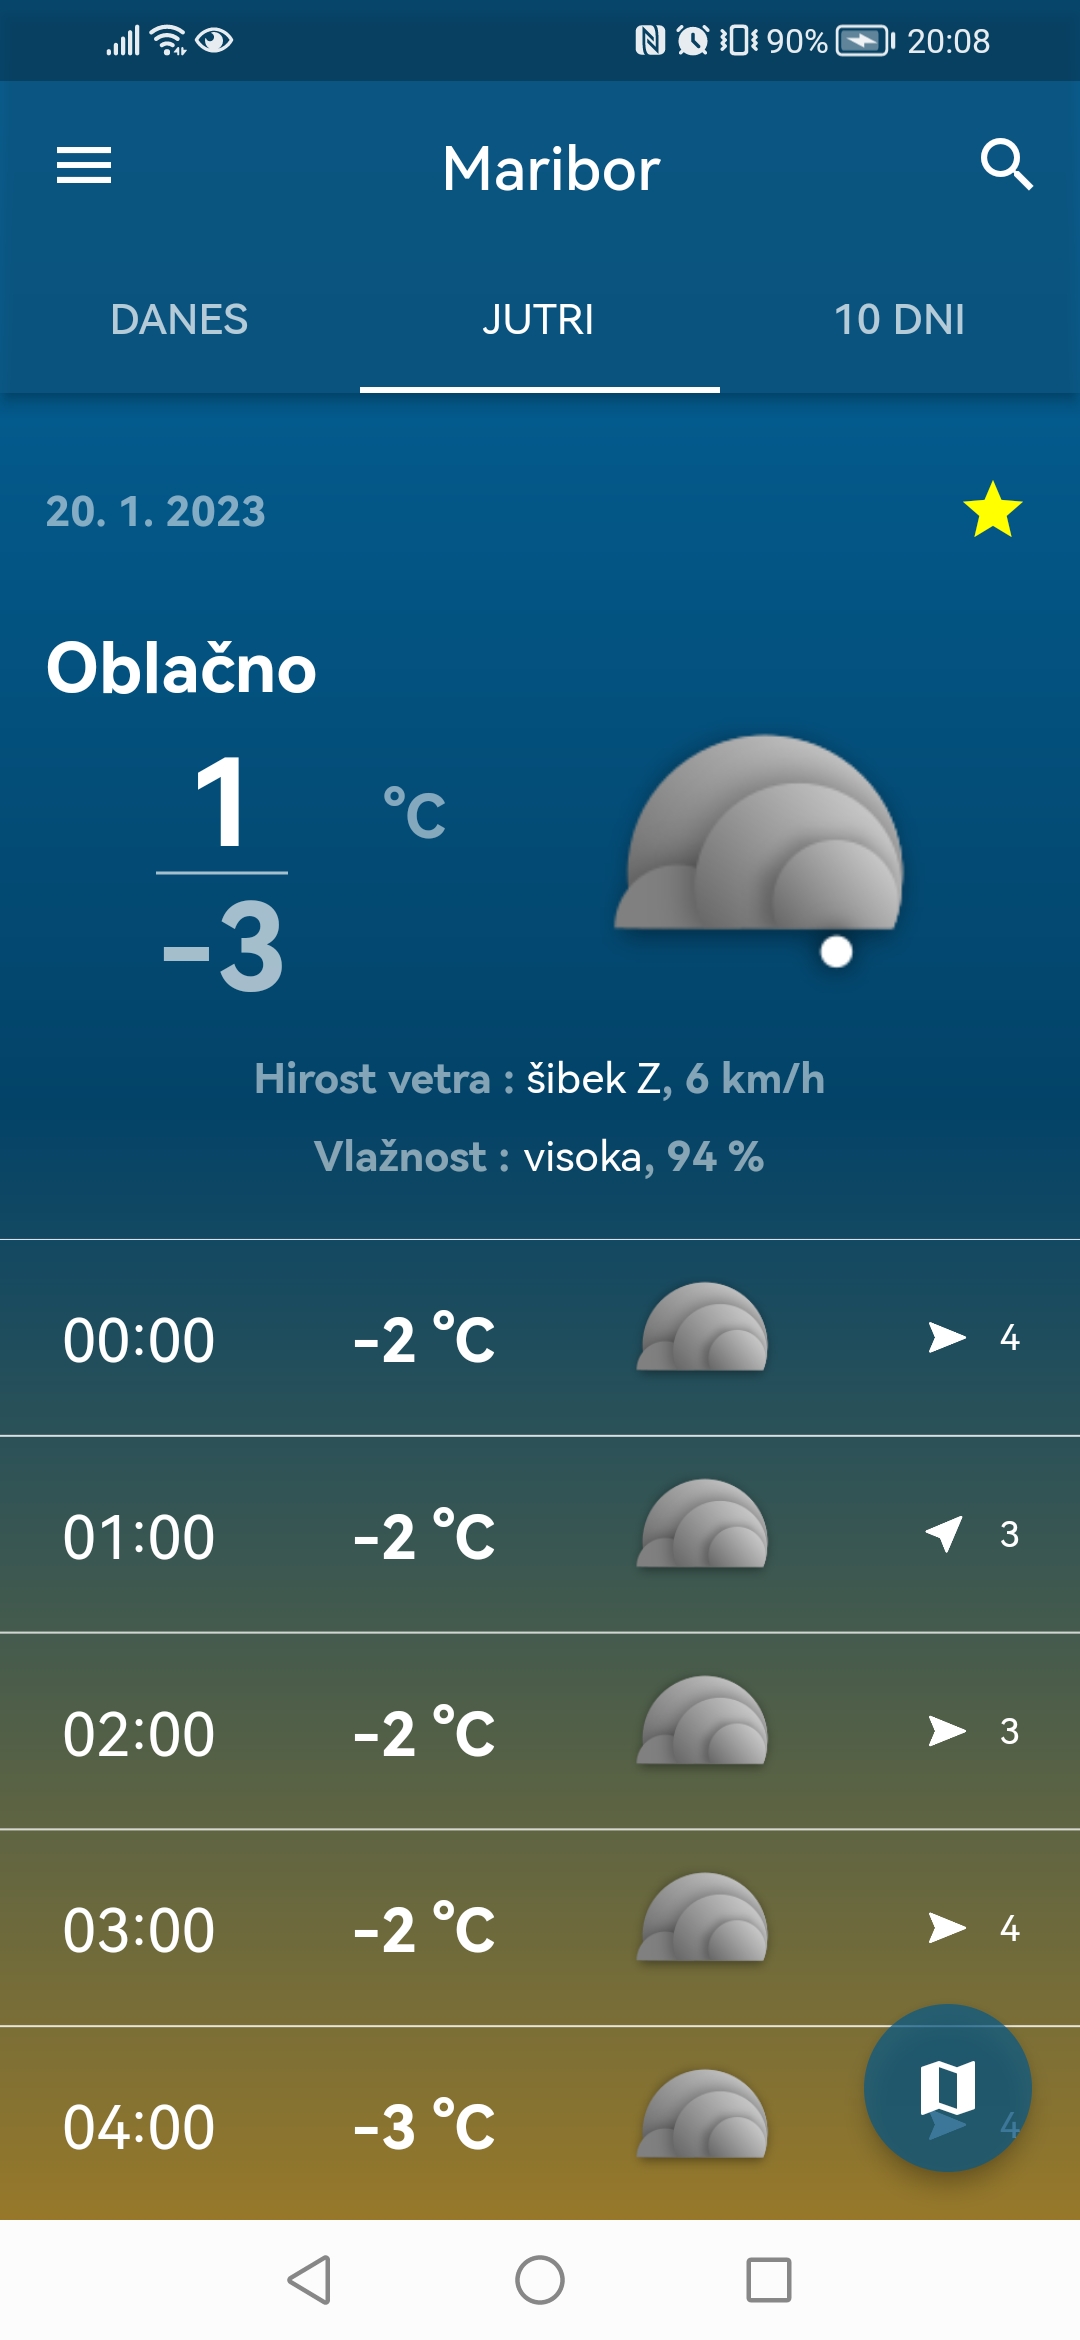 90% 20:08
Maribor
DANES JUTRI 10 DNI
20. 1. 2023
Oblačno
1 °C
-3
Hirost vetra : šibek Z, 6 km/h
Vlažnost : visoka, 94 %
00:00 -2 °C 4
01:00 -2 °C 3
02:00 -2 °C 3
03:00 -2 °C 4
04:00 -3 °C 4